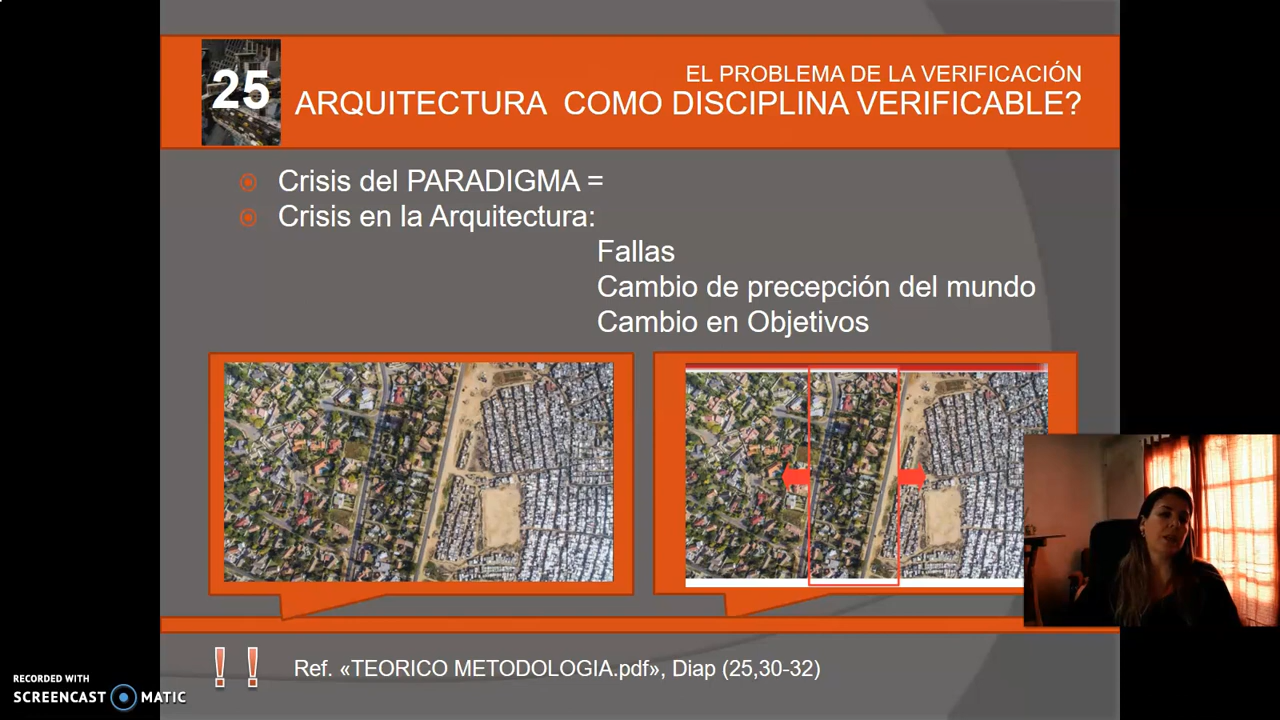 25
EL PROBLEMA DE LA VERIFICACIÓN
ARQUITECTURA COMO DISCIPLINA VERIFICABLE?
Crisis del PARADIGMA =
Crisis en la Arquitectura:
Fallas
Cambio de precepción del mundo
Cambio en Objetivos
!!
Ref. «TEORICO METODOLOGIA.pdf», Diap (25,30-32)
RECORDED WITH
SCREENCAST MATIC